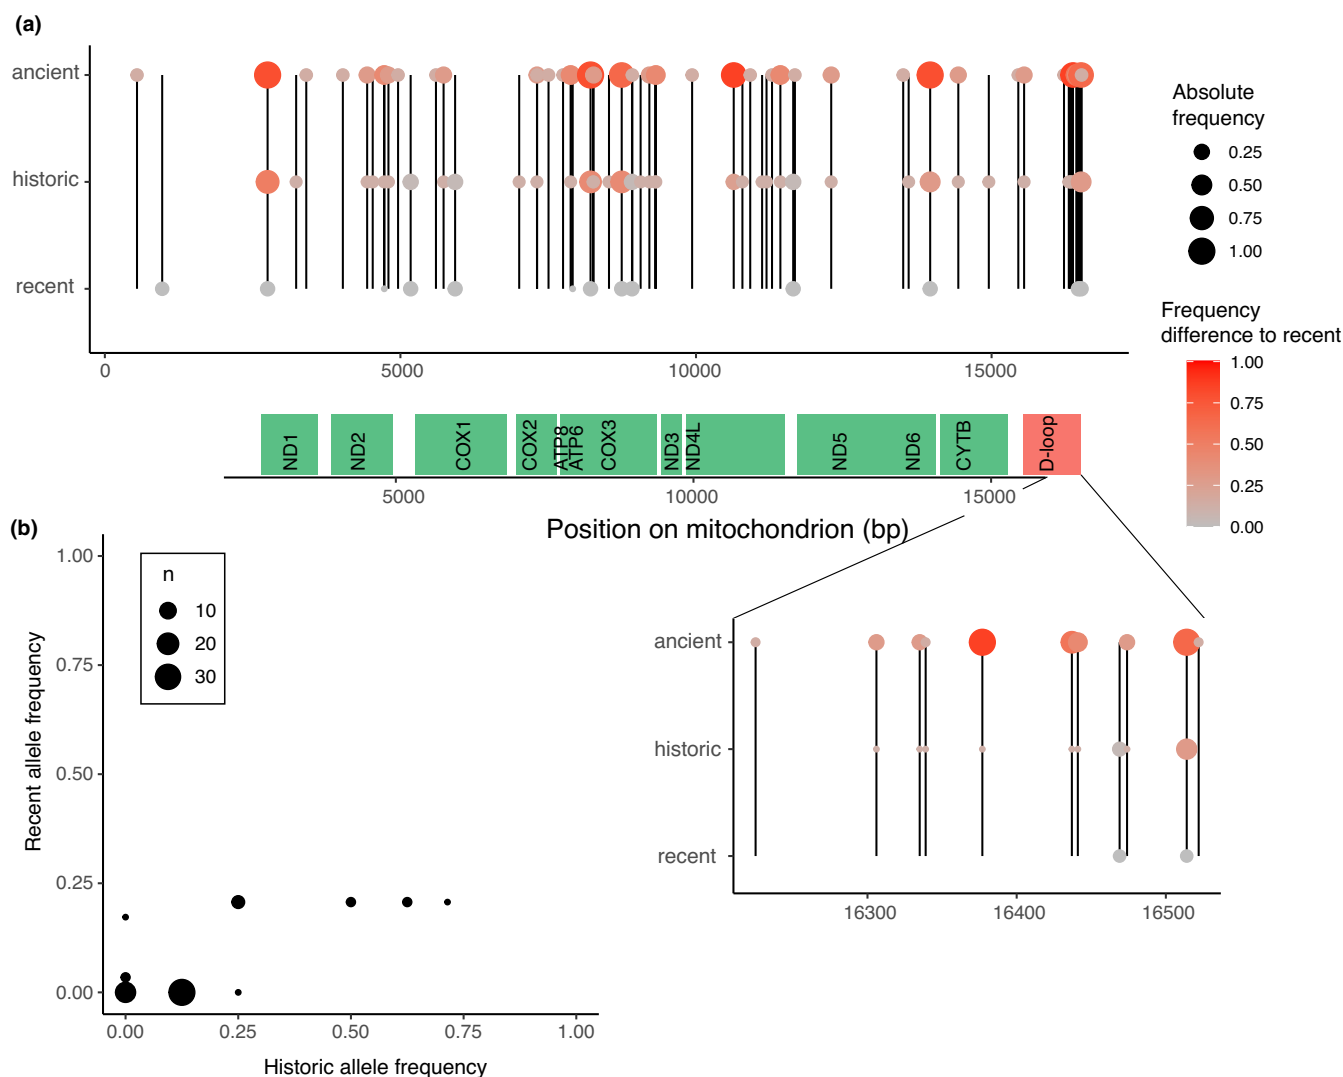 (a)
ancient
historic
recent
0
5000
10000
15000
Absolute
frequency
0.25
0.50
0.75
1.00
Frequency
difference to recent
1.00
0.75
0.50
0.25
0.00
ND1
ND2
COX1
COX2
ATP8
ATP6
COX3
ND3
ND4L
ND5
ND6
CYTB
D-loop
5000
10000
15000
Position on mitochondrion (bp)
(b)
1.00
0.75
0.50
0.25
0.00
Recent allele frequency
n
10
20
30
0.00
0.25
0.50
0.75
1.00
Historic allele frequency
ancient
historic
recent
16300
16400
16500